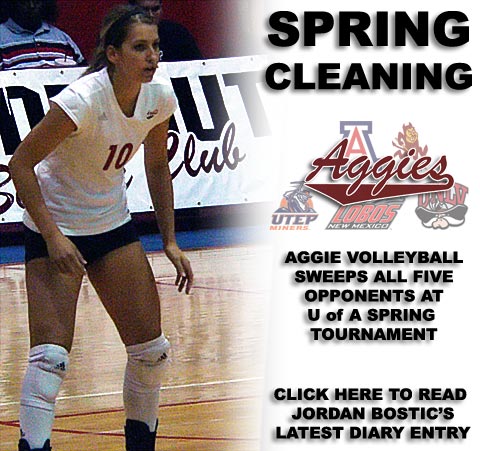 SPRING
CLEANING
10
Club
A
Aggies
UTEP
MINERS
LOBOS
NEW MEXICO
AGGIE VOLLEYBALL
SWEEPS ALL FIVE
OPPONENTS AT
U of A SPRING
TOURNAMENT
CLICK HERE TO READ
JORDAN BOSTIC'S
LATEST DIARY ENTRY